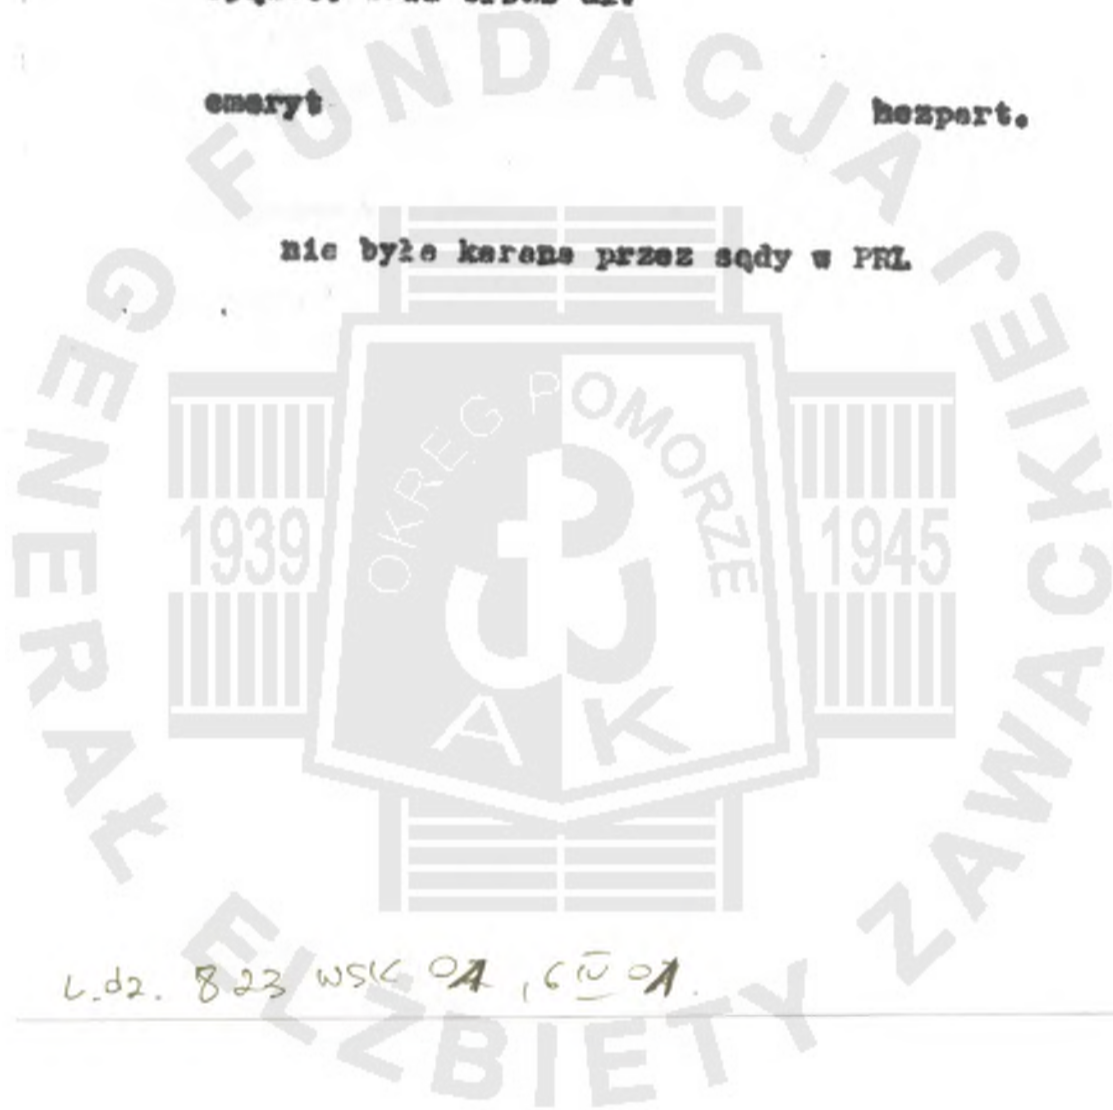 emeryt bezpart.
nie była karana przez sądy w PRL
FUNDACJA GENERAŁ ELŻBIETY ZAWACKIEJ
OKRĘG POMORZE
1939 1945
A K
L.dz. 823 WSK 01, 6 IV 01.